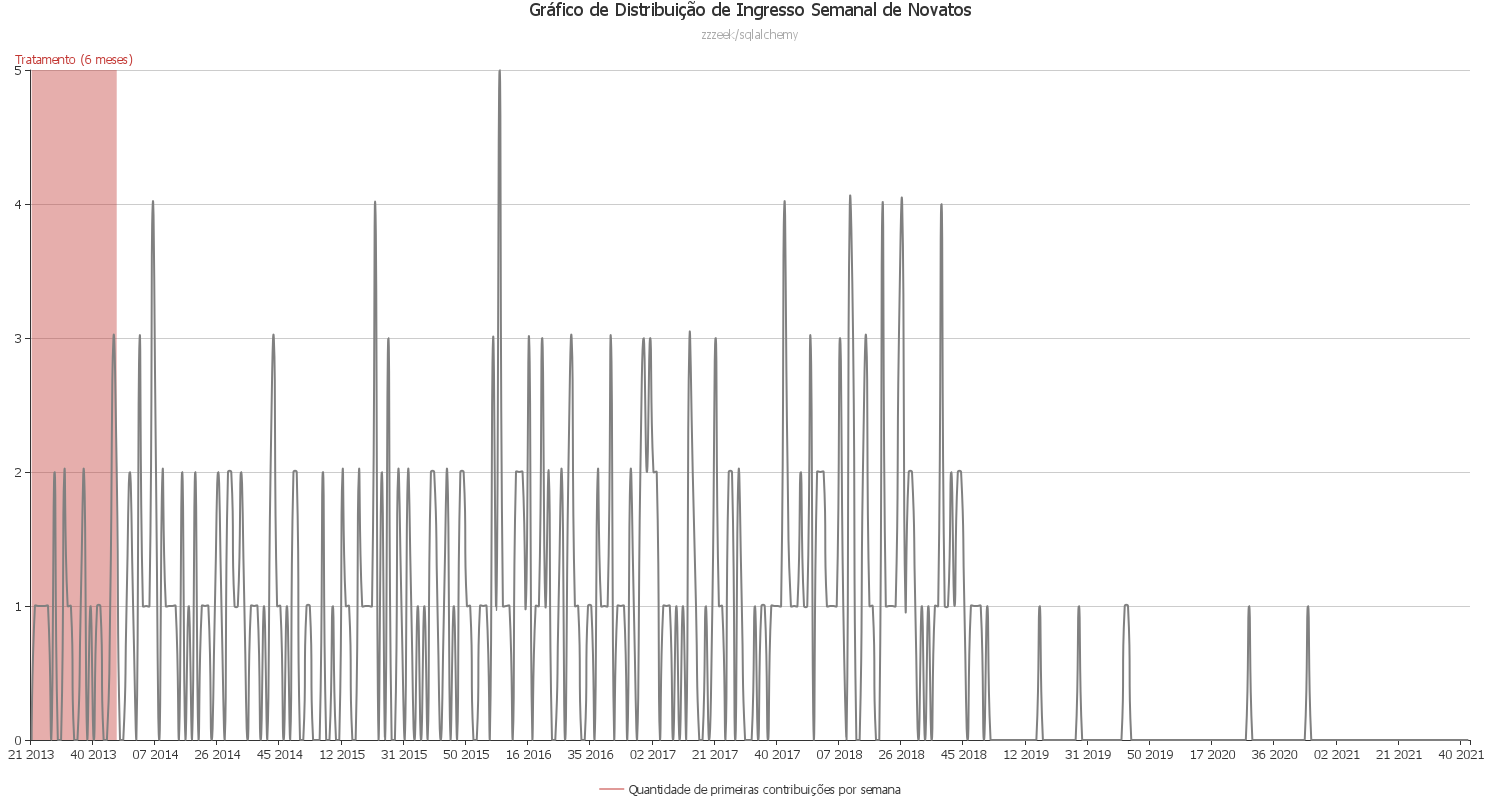 Gráfico de Distribuição de Ingresso Semanal de Novatos
zzzeek/sqlalchemy
Tratamento (6 meses)
5
4
3
2
1
0
21 2013 40 2013 07 2014 26 2014 45 2014 12 2015 31 2015 50 2015 16 2016 35 2016 02 2017 21 2017 40 2017 07 2018 26 2018 45 2018 12 2019 31 2019 50 2019 17 2020 36 2020 02 2021 21 2021 40 2021
Quantidade de primeiras contribuições por semana